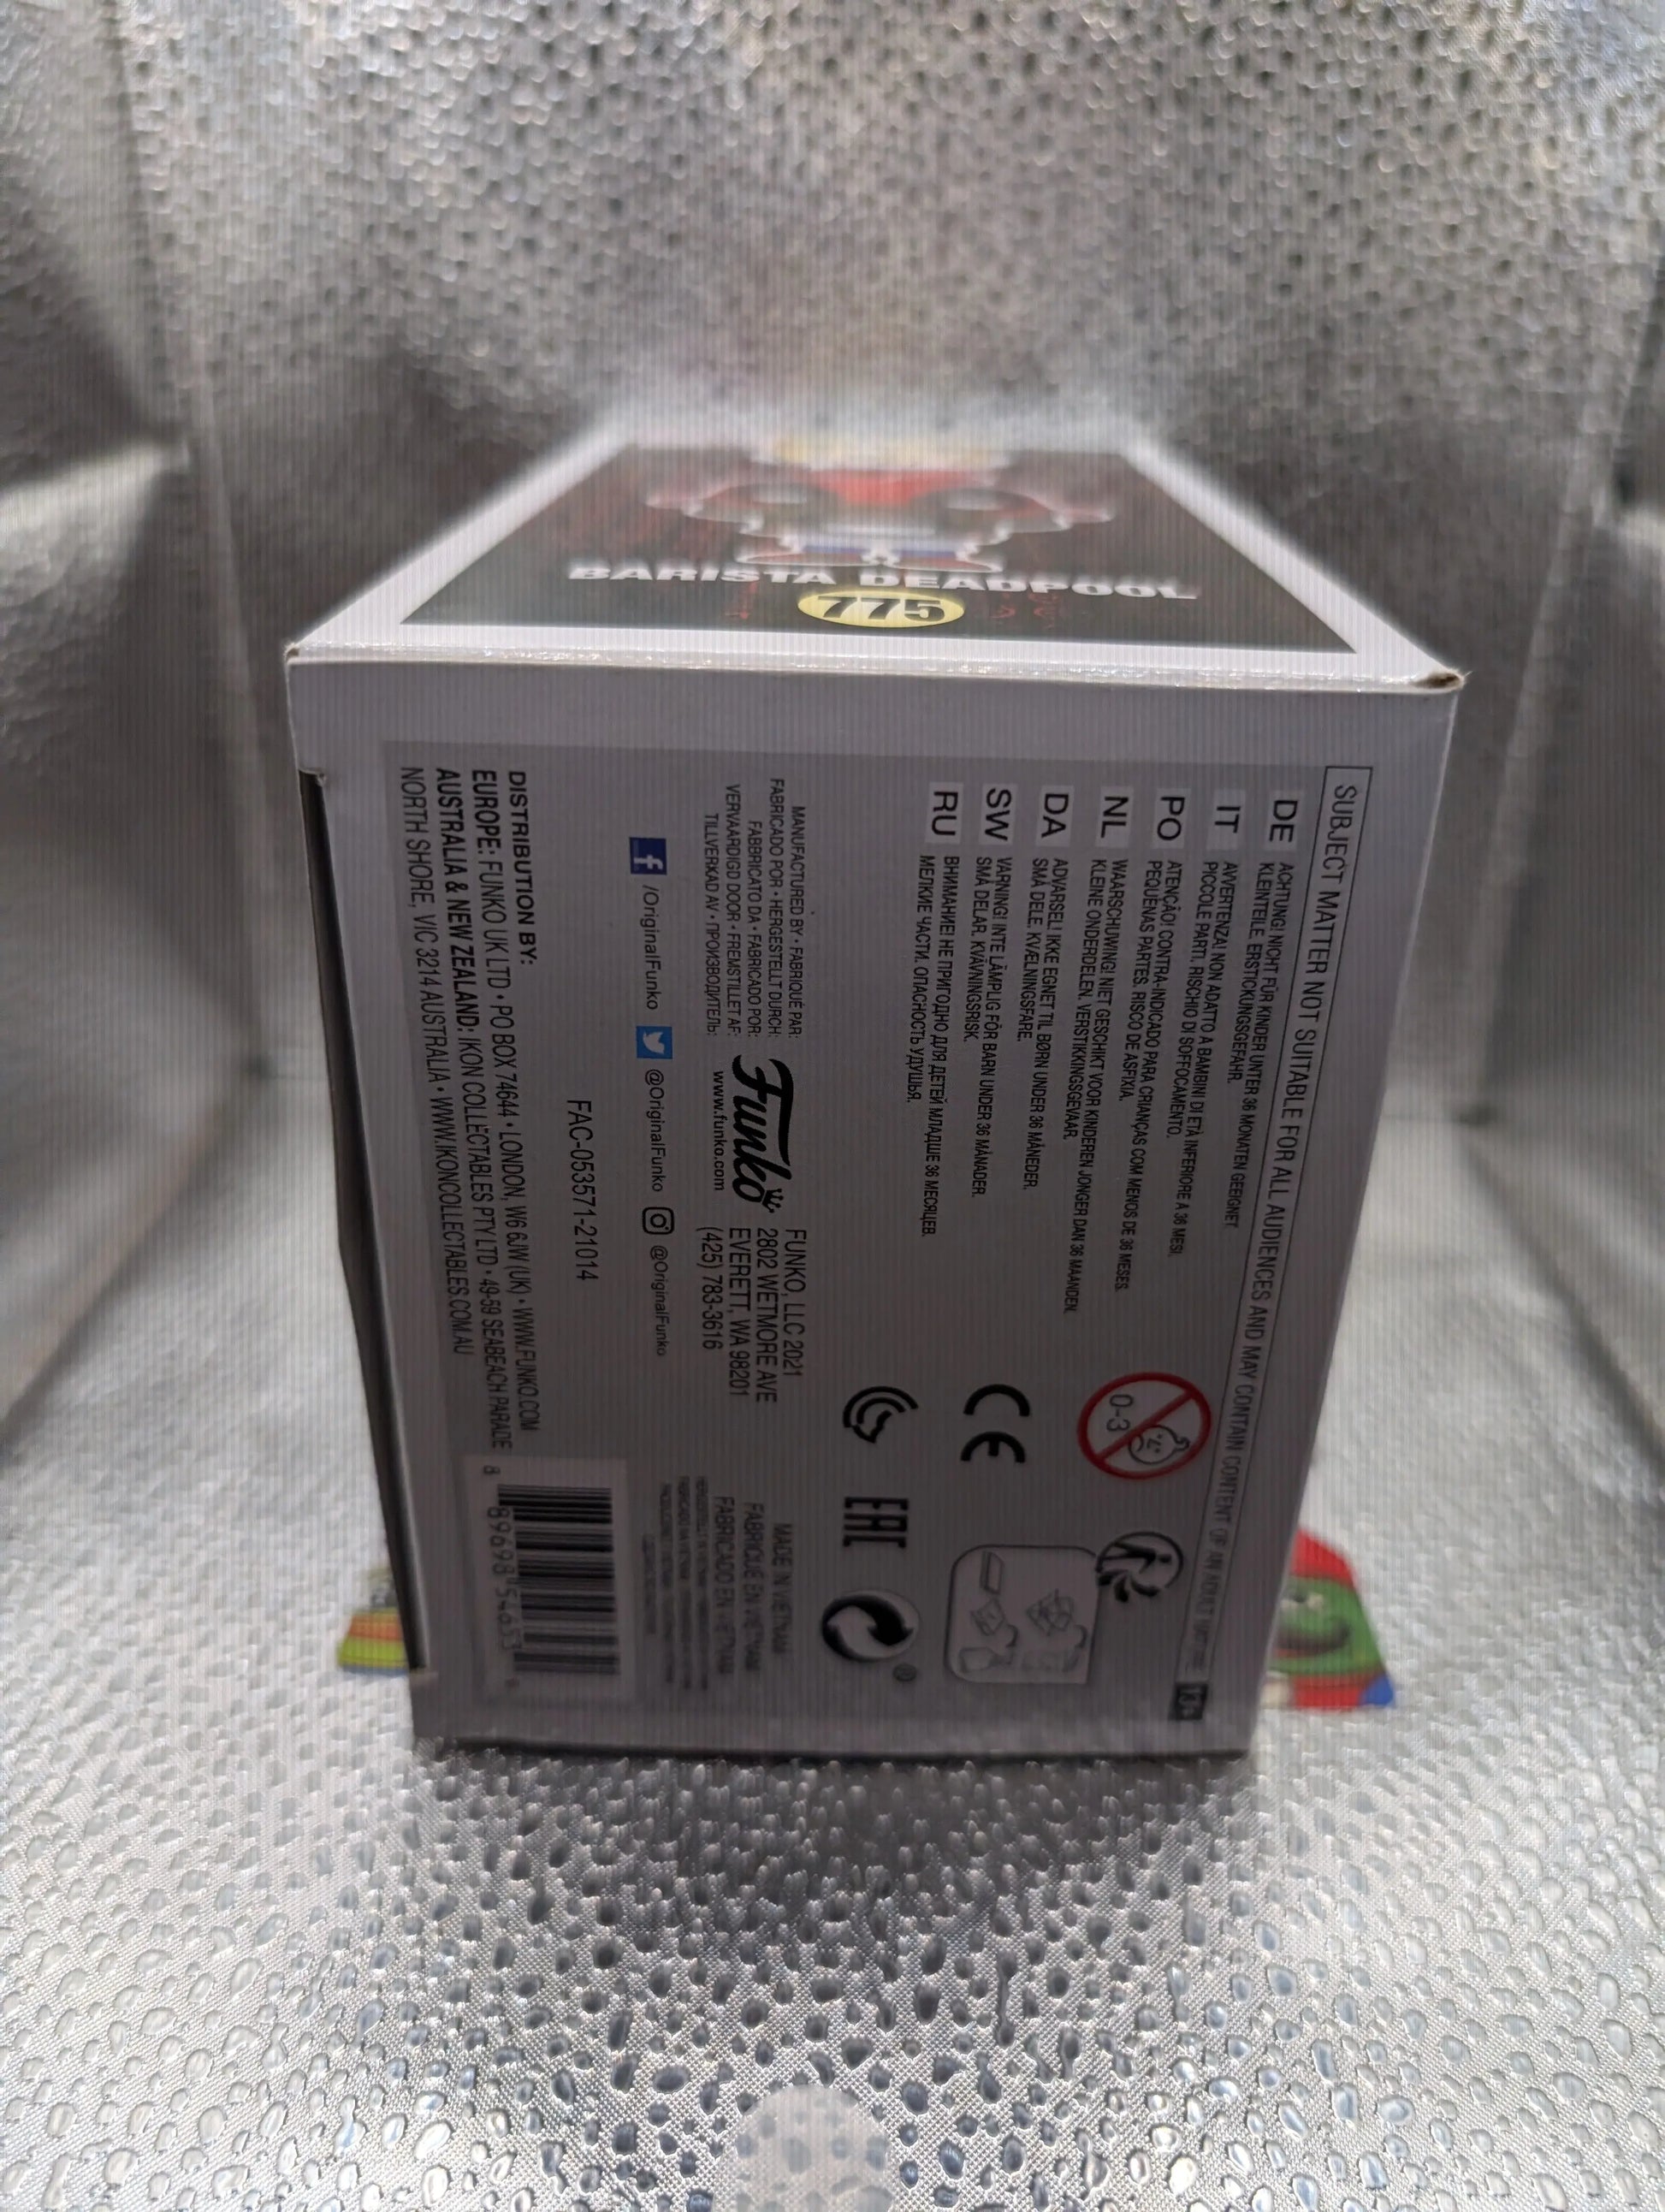 BARISTA DEADPOOL
775
SUBJECT MATTER NOT SUITABLE FOR ALL AUDIENCES AND MAY CONTAIN CONTENT OF AN ADULT NATURE
DE ACHTUNG! NICHT FÜR KINDER UNTER 36 MONATEN GEEIGNET.
KLEINTEILE. ERSTICKUNGSGEFAHR.
IT AVVERTENZA! NON ADATTO A BAMBINI DI ETÀ INFERIORE A 36 MESI.
PICCOLE PARTI. RISCHIO DI SOFFOCAMENTO.
PO ATENÇÃO! CONTRA-INDICADO PARA CRIANÇAS COM MENOS DE 36 MESES.
PEQUENAS PARTES. RISCO DE ASFIXIA.
NL WAARSCHUWING! NIET GESCHIKT VOOR KINDEREN JONGER DAN 36 MAANDEN.
KLEINE ONDERDELEN. VERSTIKKINGSGEVAAR.
DA ADVARSEL! IKKE EGNET TIL BØRN UNDER 36 MÅNEDER.
SMÅ DELE. KVÆLNINGSFARE.
SW VARNING! INTE LÄMPLIG FÖR BARN UNDER 36 MÅNADER.
SMÅ DELAR. KVÄVNINGSRISK.
RU ВНИМАНИЕ! НЕ ПРИГОДНО ДЛЯ ДЕТЕЙ МЛАДШЕ 36 МЕСЯЦЕВ.
МЕЛКИЕ ЧАСТИ. ОПАСНОСТЬ УДУШЬЯ.
0-3
CE
EAC
MANUFACTURED BY • FABRIQUÉ PAR:
FABRICADO POR • HERGESTELLT DURCH:
FABBRICATO DA • FABRICADO POR:
VERVAARDIGD DOOR • FREMSTILLET AF:
TILLVERKAD AV • ПРОИЗВОДИТЕЛЬ:
Funko
www.funko.com
FUNKO, LLC 2021
2802 WETMORE AVE
EVERETT, WA 98201
(425) 783-3616
MADE IN VIETNAM
FABRIQUÉ EN VIETNAM
FABRICADO EN VIETNAM
/OriginalFunko @OriginalFunko @OriginalFunko
FAC-053571-21014
DISTRIBUTION BY:
EUROPE: FUNKO UK LTD • PO BOX 74644 • LONDON, W6 6JW (UK) • WWW.FUNKO.COM
AUSTRALIA & NEW ZEALAND: IKON COLLECTABLES PTY LTD • 49-59 SEABEACH PARADE
NORTH SHORE, VIC 3214 AUSTRALIA • WWW.IKONCOLLECTABLES.COM.AU